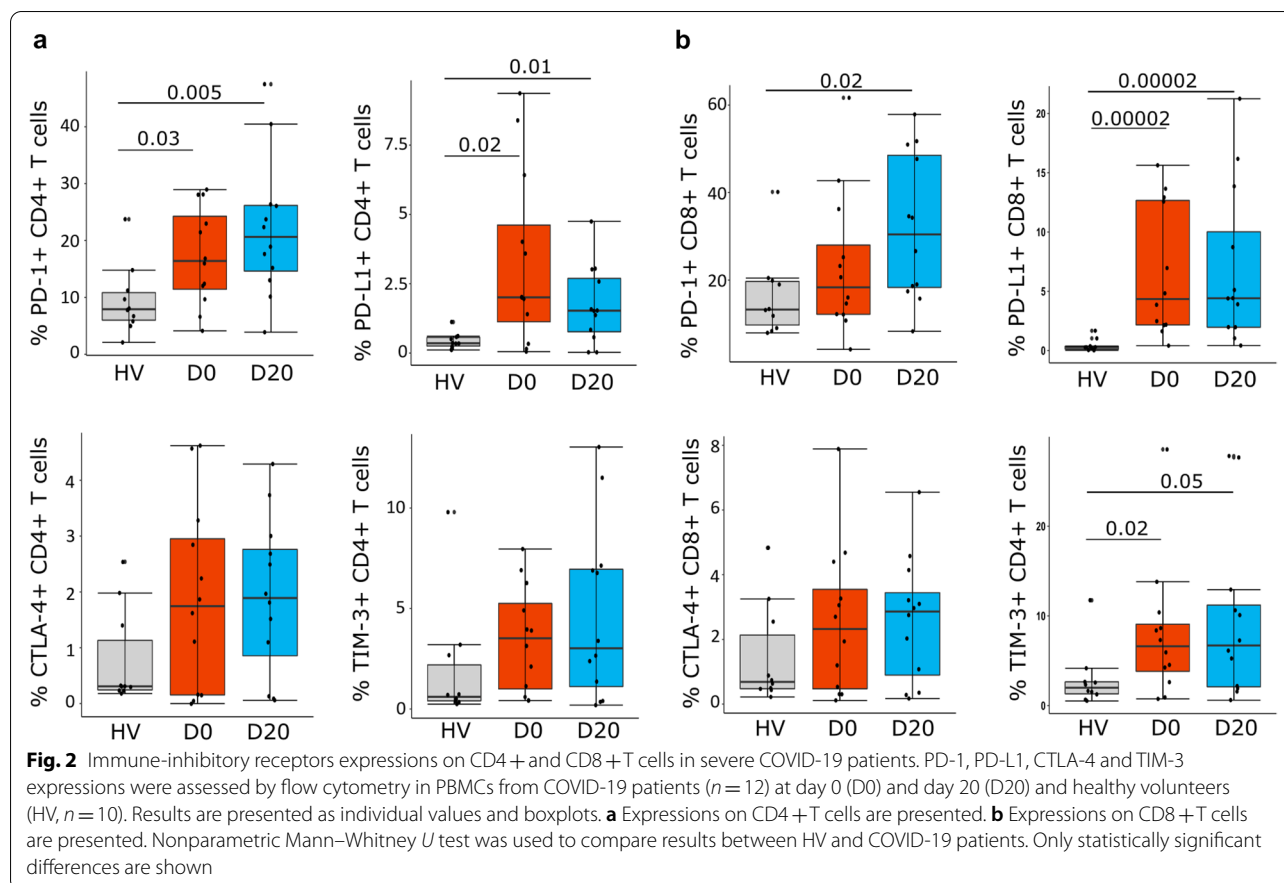 a
b
% PD-1+ CD4+ T cells
40
30
20
10
0
0.005
0.03
HV D0 D20
% PD-L1+ CD4+ T cells
7.5
5
2.5
0
0.01
0.02
HV D0 D20
% PD-1+ CD8+ T cells
60
40
20
0.02
HV D0 D20
% PD-L1+ CD8+ T cells
20
15
10
5
0
0.00002
0.00002
HV D0 D20
% CTLA-4+ CD4+ T cells
4
3
2
1
0
HV D0 D20
% TIM-3+ CD4+ T cells
10
5
0
HV D0 D20
% CTLA-4+ CD8+ T cells
8
6
4
2
0
HV D0 D20
% TIM-3+ CD4+ T cells
20
10
0
0.05
0.02
HV D0 D20
Fig. 2 Immune-inhibitory receptors expressions on CD4+ and CD8+T cells in severe COVID-19 patients. PD-1, PD-L1, CTLA-4 and TIM-3
expressions were assessed by flow cytometry in PBMCs from COVID-19 patients (n=12) at day 0 (D0) and day 20 (D20) and healthy volunteers
(HV, n=10). Results are presented as individual values and boxplots. a Expressions on CD4+T cells are presented. b Expressions on CD8+T cells
are presented. Nonparametric Mann–Whitney U test was used to compare results between HV and COVID-19 patients. Only statistically significant
differences are shown